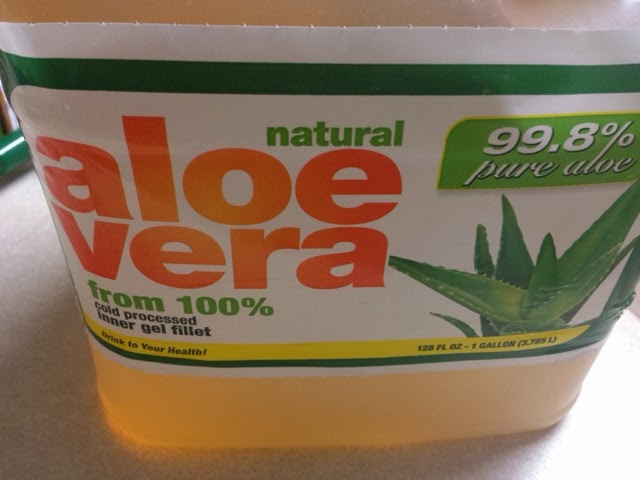 natural
aloe
vera
from 100%
cold processed
inner gel fillet
Drink to Your Health!
99.8%
pure aloe
128 FL OZ - 1 GALLON (3.785 L)